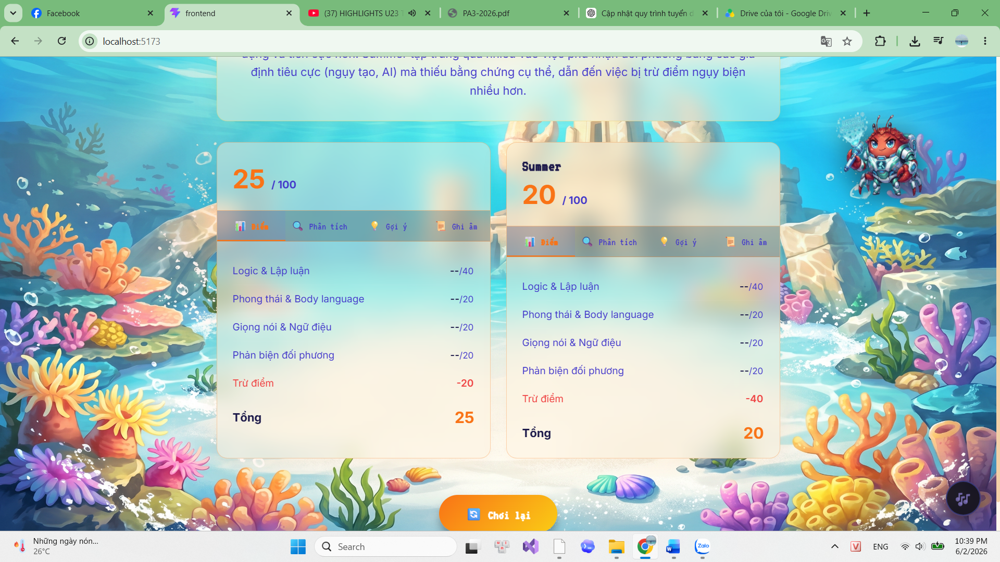 Facebook
frontend
(37) HIGHLIGHTS U23
PA3-2026.pdf
Cập nhật quy trình tuyển d
Drive của tôi - Google Driv
localhost:5173
định tiêu cực (ngụy tạo, AI) mà thiếu bằng chứng cụ thể, dẫn đến việc bị trừ điểm ngụy biện
nhiều hơn.
25 / 100
Điểm
Phân tích
Gợi ý
Ghi âm
Logic & Lập luận --/40
Phong thái & Body language --/20
Giọng nói & Ngữ điệu --/20
Phản biện đối phương --/20
Trừ điểm -20
Tổng 25
Summer
20 / 100
Điểm
Phân tích
Gợi ý
Ghi âm
Logic & Lập luận --/40
Phong thái & Body language --/20
Giọng nói & Ngữ điệu --/20
Phản biện đối phương --/20
Trừ điểm -40
Tổng 20
Chơi lại
Những ngày nón...
26°C
Search
Zalo
ENG
10:39 PM
6/2/2026